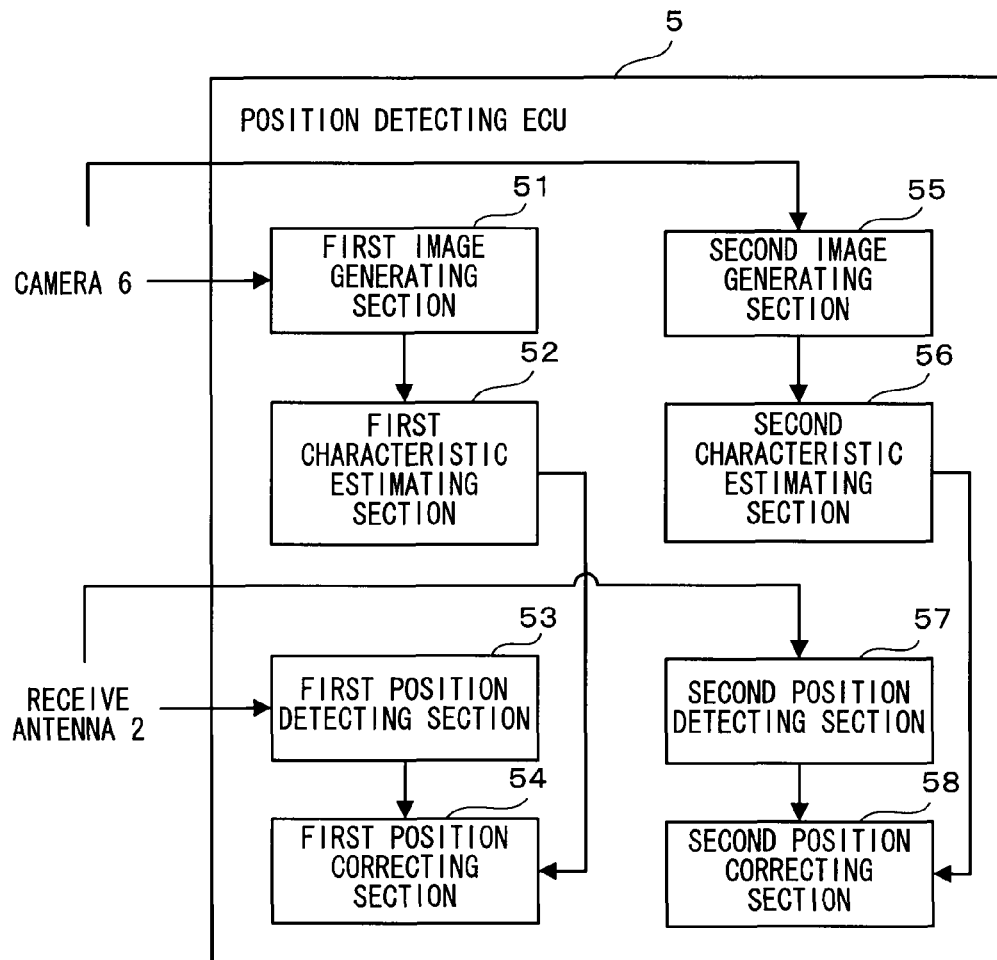 5
POSITION DETECTING ECU
51
FIRST IMAGE
GENERATING
SECTION
55
SECOND IMAGE
GENERATING
SECTION
CAMERA 6
52
FIRST
CHARACTERISTIC
ESTIMATING
SECTION
56
SECOND
CHARACTERISTIC
ESTIMATING
SECTION
53
FIRST POSITION
DETECTING SECTION
57
SECOND POSITION
DETECTING SECTION
RECEIVE
ANTENNA 2
54
FIRST POSITION
CORRECTING
SECTION
58
SECOND POSITION
CORRECTING
SECTION